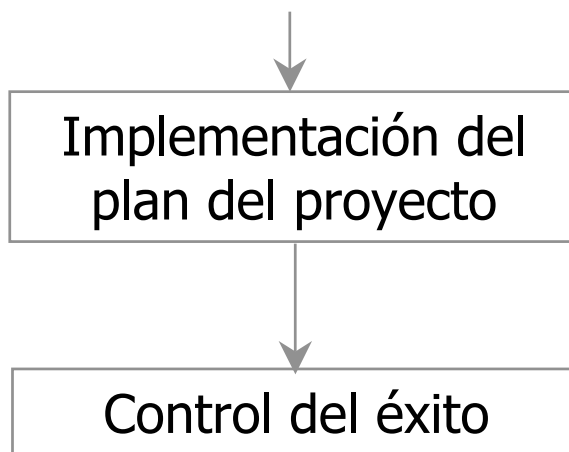 Implementación del
plan del proyecto
Control del éxito